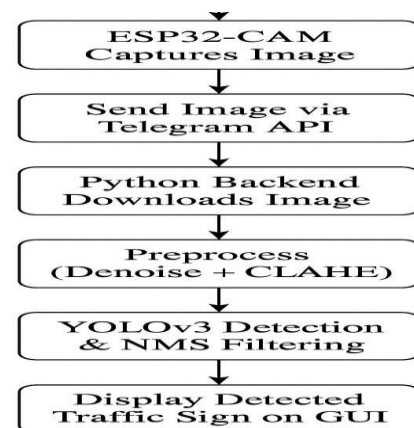 ESP32-CAM
Captures Image
Send Image via
Telegram API
Python Backend
Downloads Image
Preprocess
(Denoise + CLAHE)
YOLOv3 Detection
& NMS Filtering
Display Detected
Traffic Sign on GUI